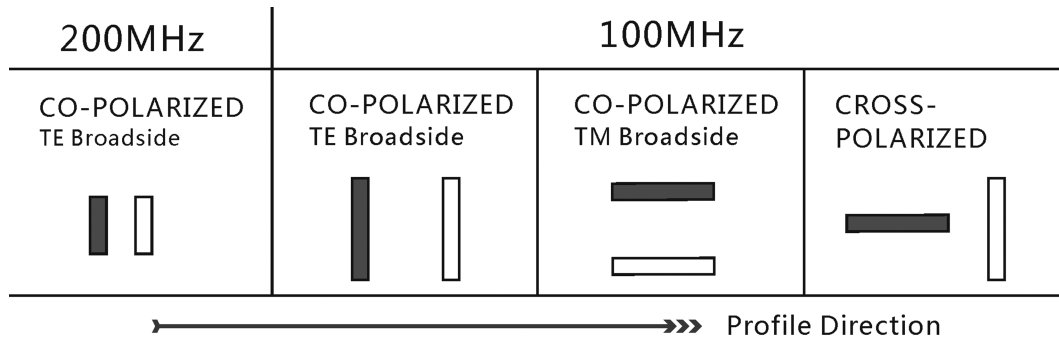 200MHz
100MHz
CO-POLARIZED
TE Broadside
CO-POLARIZED
TE Broadside
CO-POLARIZED
TM Broadside
CROSS-
POLARIZED
Profile Direction